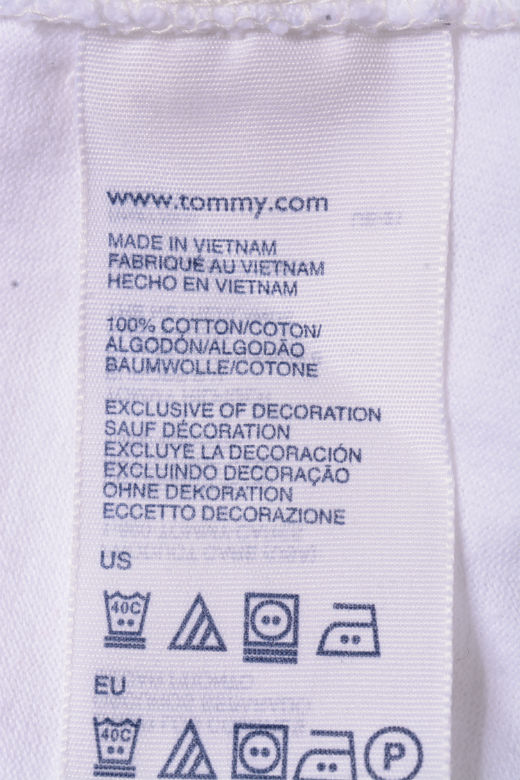 www.tommy.com
MADE IN VIETNAM
FABRIQUÉ AU VIETNAM
HECHO EN VIETNAM
100% COTTON/COTON/
ALGODÓN/ALGODÃO
BAUMWOLLE/COTONE
EXCLUSIVE OF DECORATION
SAUF DÉCORATION
EXCLUYE LA DECORACIÓN
EXCLUINDO DECORAÇÃO
OHNE DEKORATION
ECCETTO DECORAZIONE
US
40C
EU
40C P